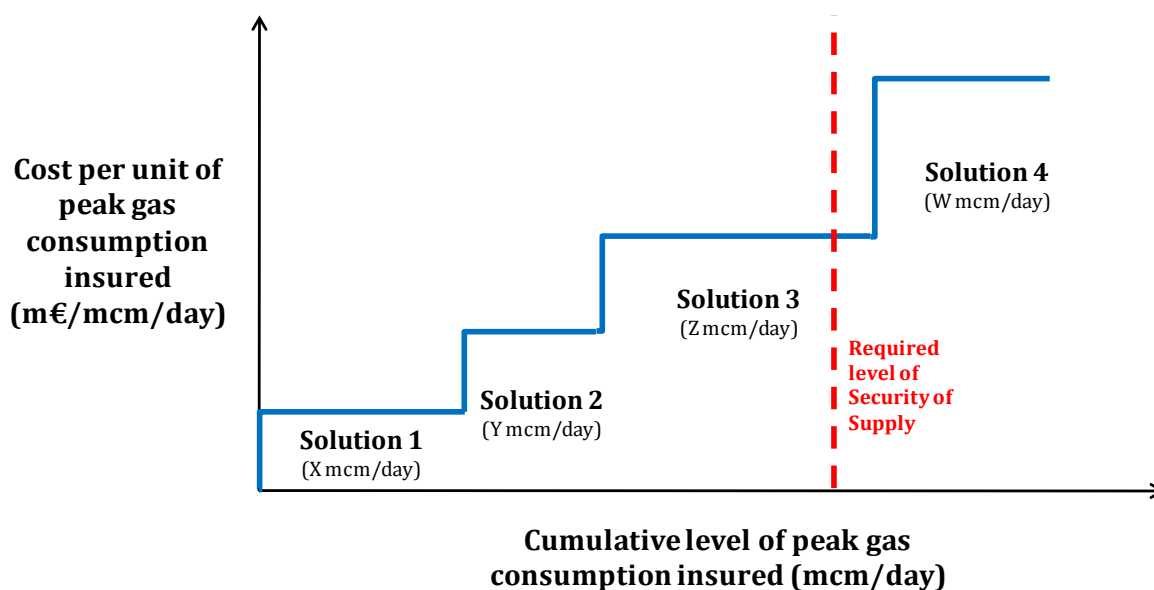 Cost per unit of
peak gas
consumption
insured
(m€/mcm/day)
Solution 1
(X mcm/day)
Solution 2
(Y mcm/day)
Solution 3
(Z mcm/day)
Solution 4
(W mcm/day)
Required
level of
Security of
Supply
Cumulative level of peak gas
consumption insured (mcm/day)